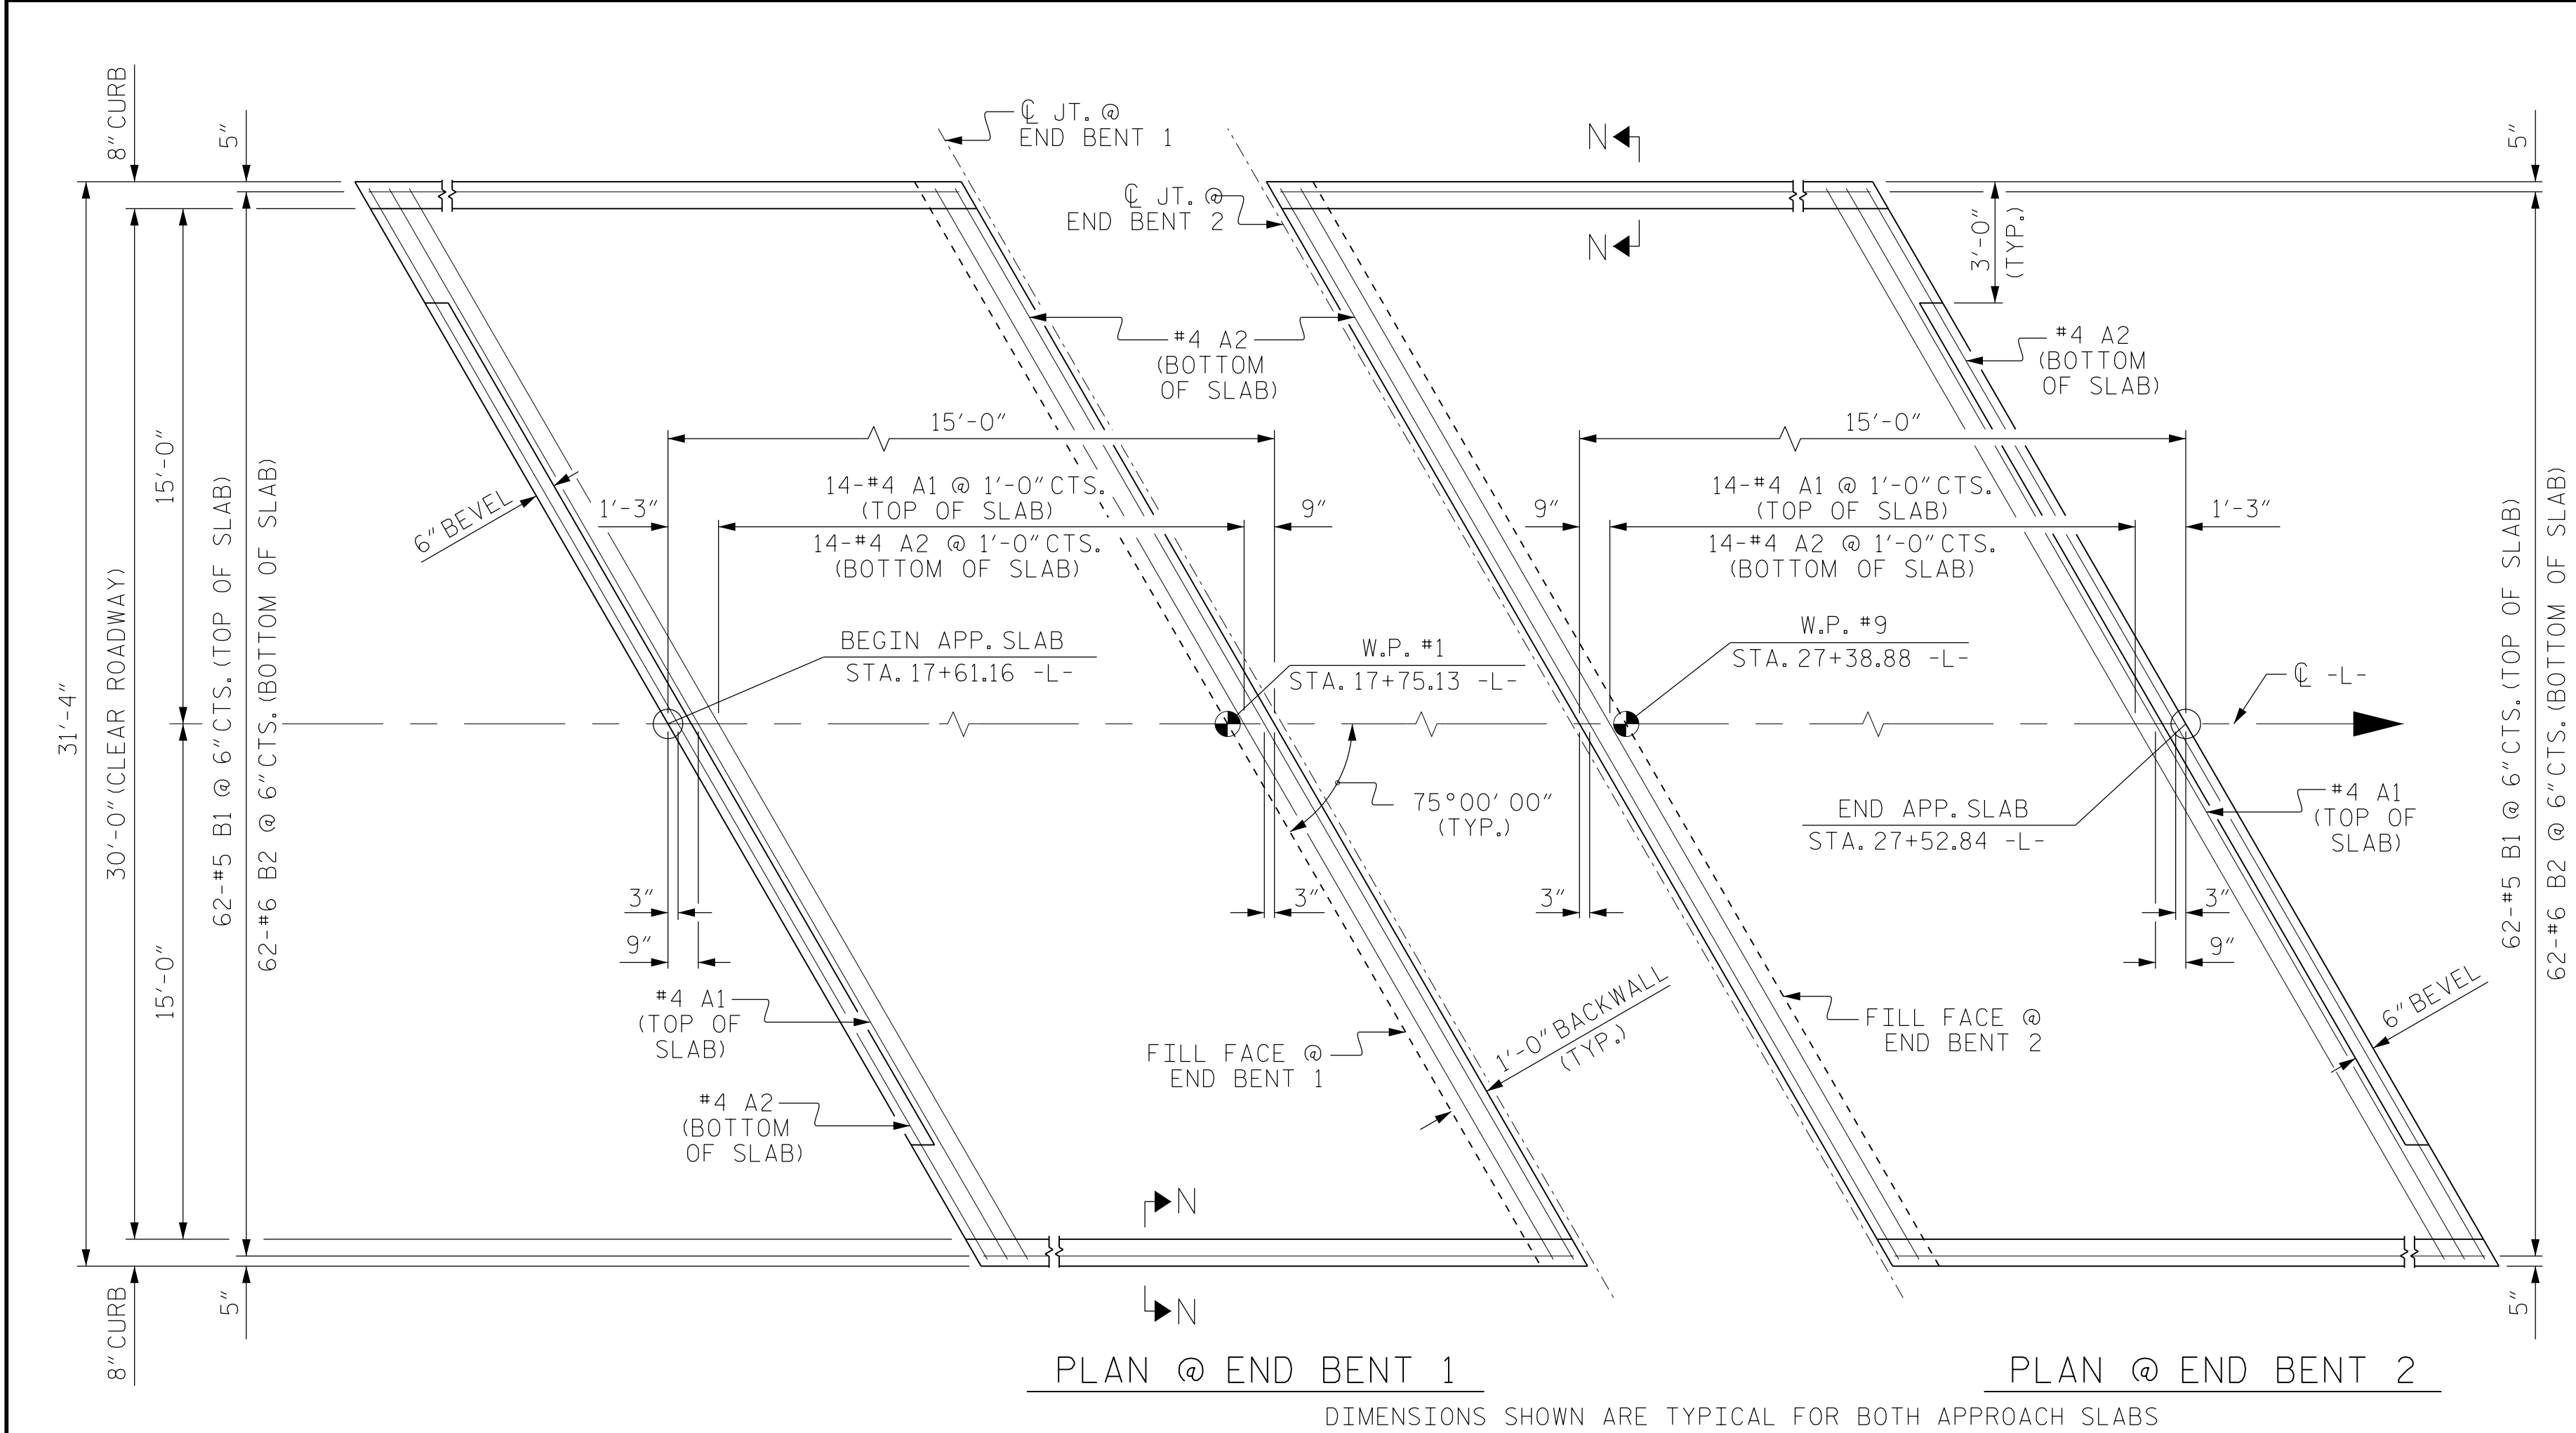 8" CURB
5"
℄ JT. @
END BENT 1
℄ JT. @
END BENT 2
N
N
5"
3'-0"
(TYP.)
#4 A2
(BOTTOM
OF SLAB)
#4 A2
(BOTTOM
OF SLAB)
15'-0"
15'-0"
15'-0"
6" BEVEL
1'-3"
14-#4 A1 @ 1'-0" CTS.
(TOP OF SLAB)
14-#4 A2 @ 1'-0" CTS.
(BOTTOM OF SLAB)
9"
9"
14-#4 A1 @ 1'-0" CTS.
(TOP OF SLAB)
14-#4 A2 @ 1'-0" CTS.
(BOTTOM OF SLAB)
1'-3"
31'-4"
30'-0" (CLEAR ROADWAY)
62-#5 B1 @ 6" CTS. (TOP OF SLAB)
62-#6 B2 @ 6" CTS. (BOTTOM OF SLAB)
BEGIN APP. SLAB
STA. 17+61.16 -L-
W.P. #1
STA. 17+75.13 -L-
W.P. #9
STA. 27+38.88 -L-
℄ -L-
62-#5 B1 @ 6" CTS. (TOP OF SLAB)
62-#6 B2 @ 6" CTS. (BOTTOM OF SLAB)
75°00'00"
(TYP.)
END APP. SLAB
STA. 27+52.84 -L-
#4 A1
(TOP OF
SLAB)
15'-0"
3"
9"
3"
3"
3"
9"
#4 A1
(TOP OF
SLAB)
#4 A2
(BOTTOM
OF SLAB)
FILL FACE @
END BENT 1
1'-0" BACKWALL
(TYP.)
FILL FACE @
END BENT 2
6" BEVEL
N
N
8" CURB
5"
5"
PLAN @ END BENT 1
PLAN @ END BENT 2
DIMENSIONS SHOWN ARE TYPICAL FOR BOTH APPROACH SLABS